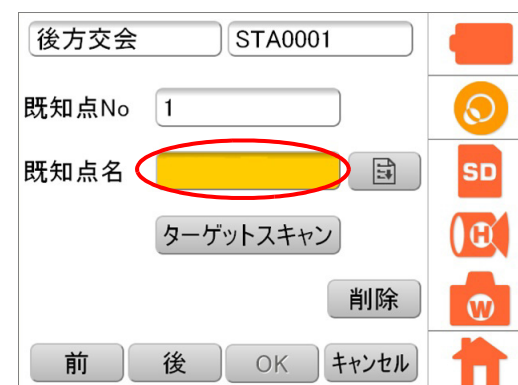 後方交会 STA0001
既知点No 1
既知点名
SD
ターゲットスキャン
H
削除
W
前 後 OK キャンセル